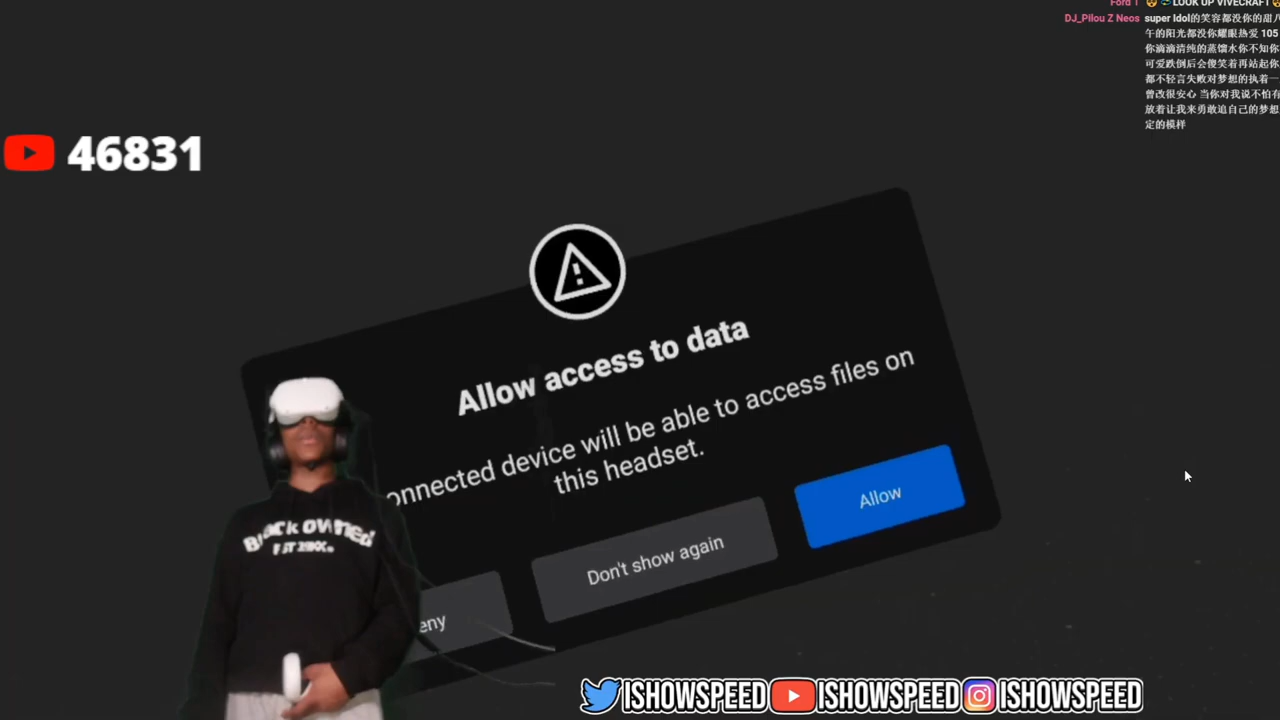 Ford T LOOK UP VIVECRAFT
DJ_Pilou Z Neos super Idol的笑容都没你的甜八
午的阳光都没你耀眼热爱 105
你滴滴清纯的蒸馏水你不知你
可爱跌倒后会傻笑着再站起你
都不轻言失败对梦想的执着一
曾改很安心 当你对我说不怕有
放着让我来勇敢追自己的梦想
定的模样
46831
Allow access to data
onnected device will be able to access files on
this headset.
Allow
Don't show again
eny
Black owned
ISHOWSPEED ISHOWSPEED ISHOWSPEED